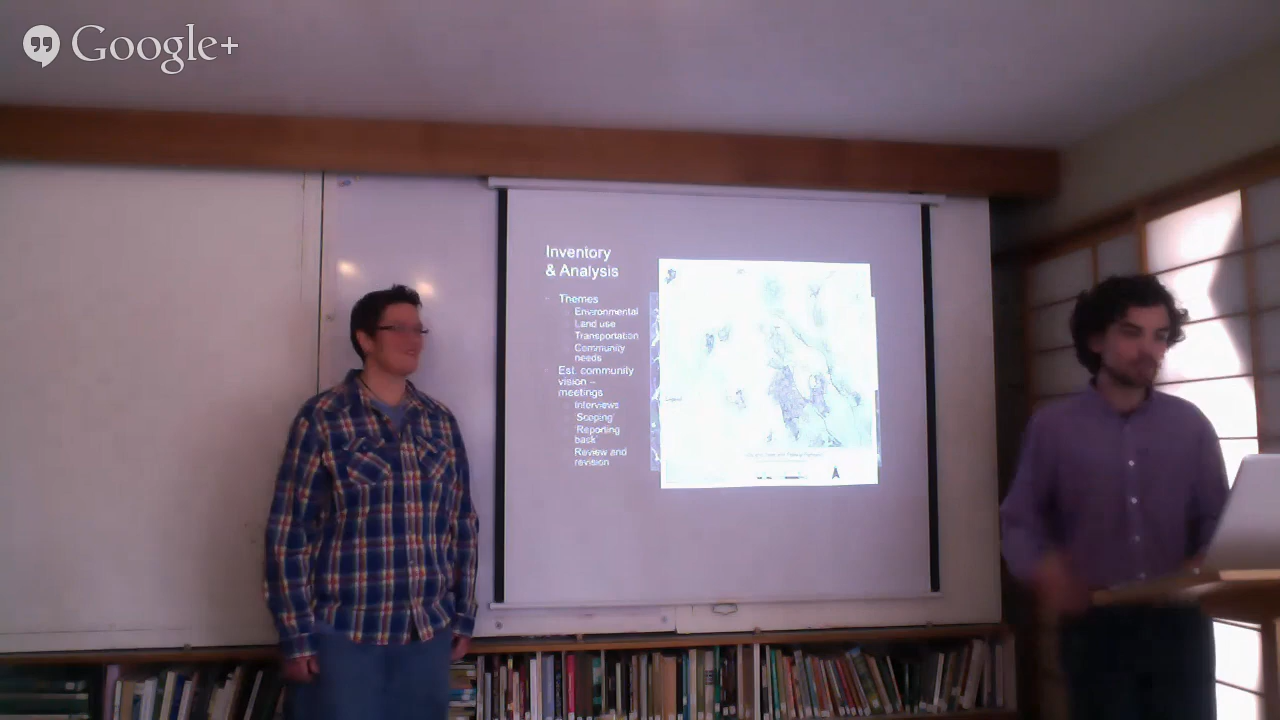 Google+
Inventory
& Analysis
Themes
Environmental
Land use
Transportation
Community
needs
Est. community
vision –
meetings
Interviews
Scoping
Reporting
back
Review and
revision
Legend